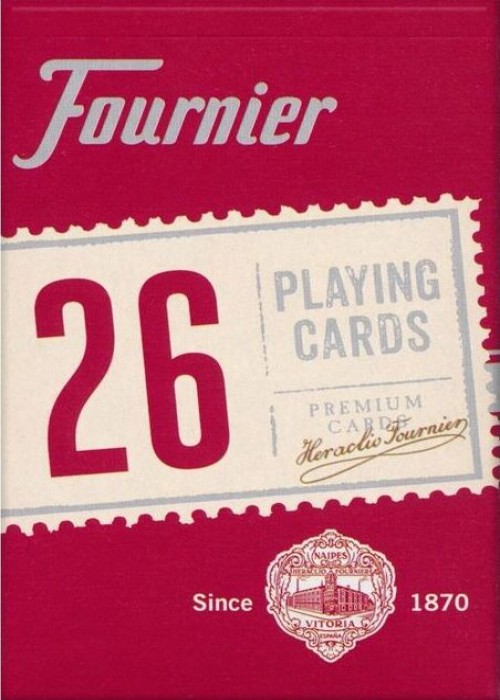 Fournier
26
PLAYING
CARDS
PREMIUM
CARDS
Heraclio Fournier
NAIPES
HERACLIO FOURNIER
VITORIA
ESPAÑA
Since 1870